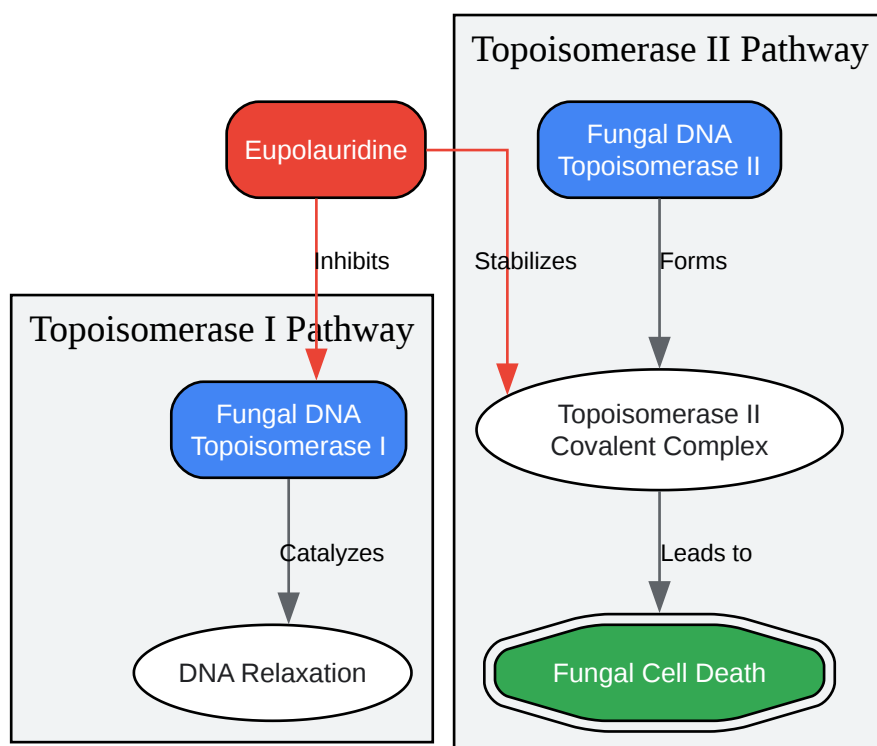 Topoisomerase II Pathway
Eupolauridine
Fungal DNA
Topoisomerase II
Inhibits
Stabilizes
Forms
Topoisomerase I Pathway
Fungal DNA
Topoisomerase I
Topoisomerase II
Covalent Complex
Catalyzes
Leads to
DNA Relaxation
Fungal Cell Death